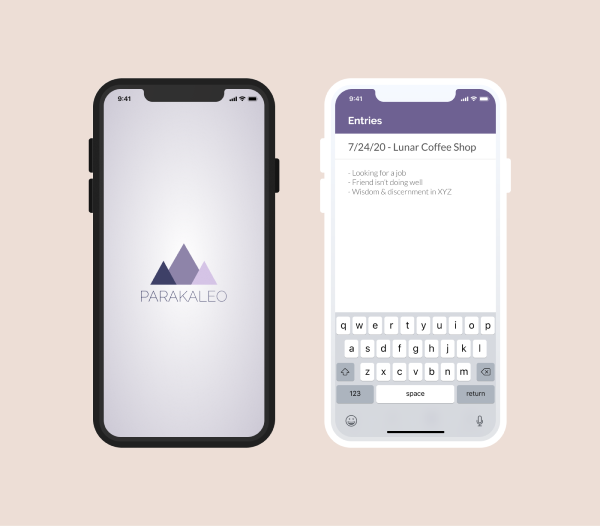 9:41
PARAKALEO
9:41
Entries
7/24/20 - Lunar Coffee Shop
- Looking for a job
- Friend isn't doing well
- Wisdom & discernment in XYZ
q w e r t y u i o p
a s d f g h j k l
z x c v b n m
123 space return